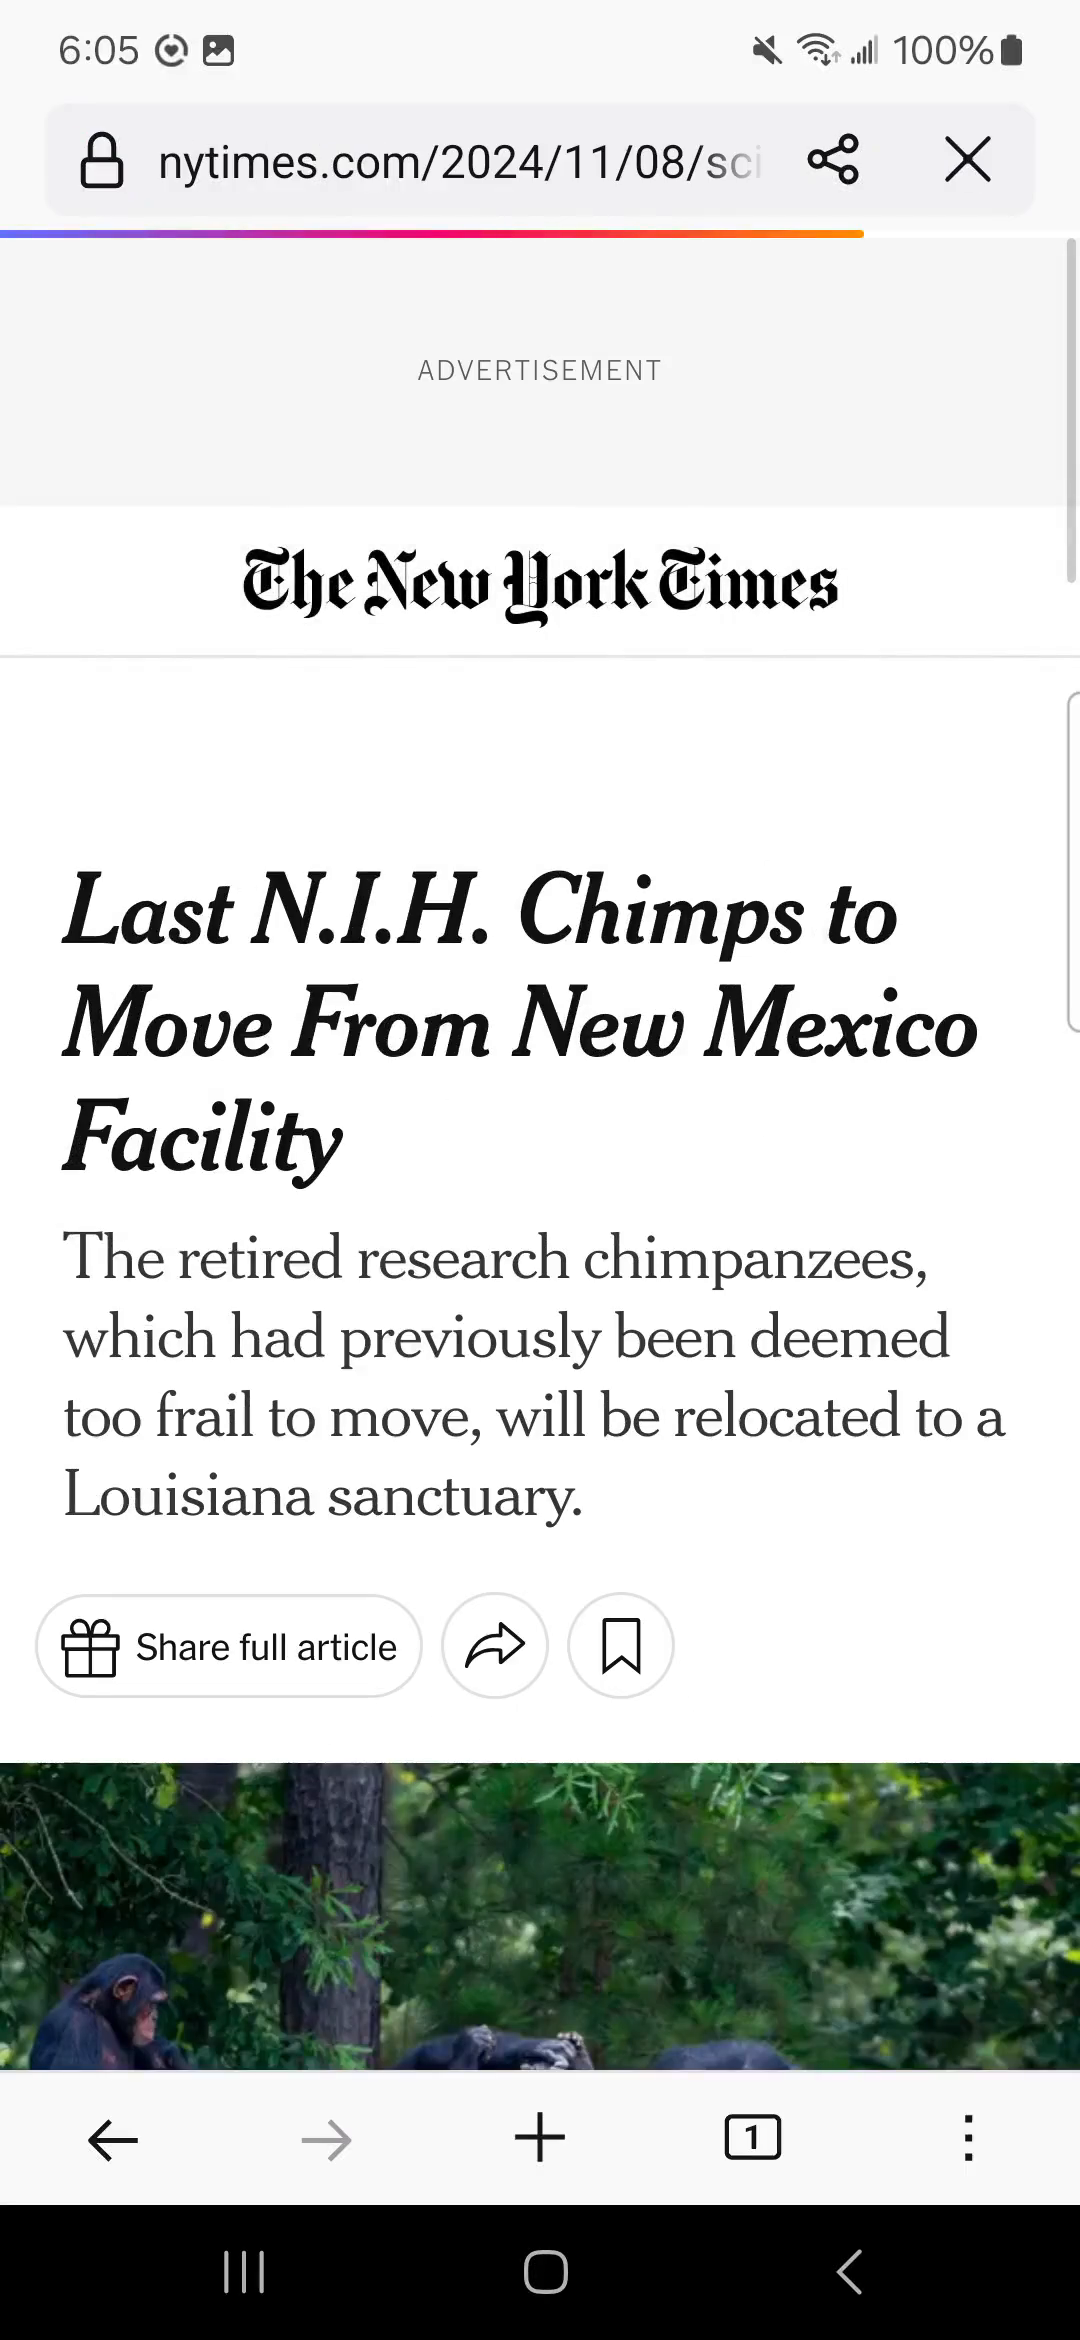 6:05
100%
nytimes.com/2024/11/08/sci
ADVERTISEMENT
The New York Times
Last N.I.H. Chimps to
Move From New Mexico
Facility
The retired research chimpanzees,
which had previously been deemed
too frail to move, will be relocated to a
Louisiana sanctuary.
Share full article
1